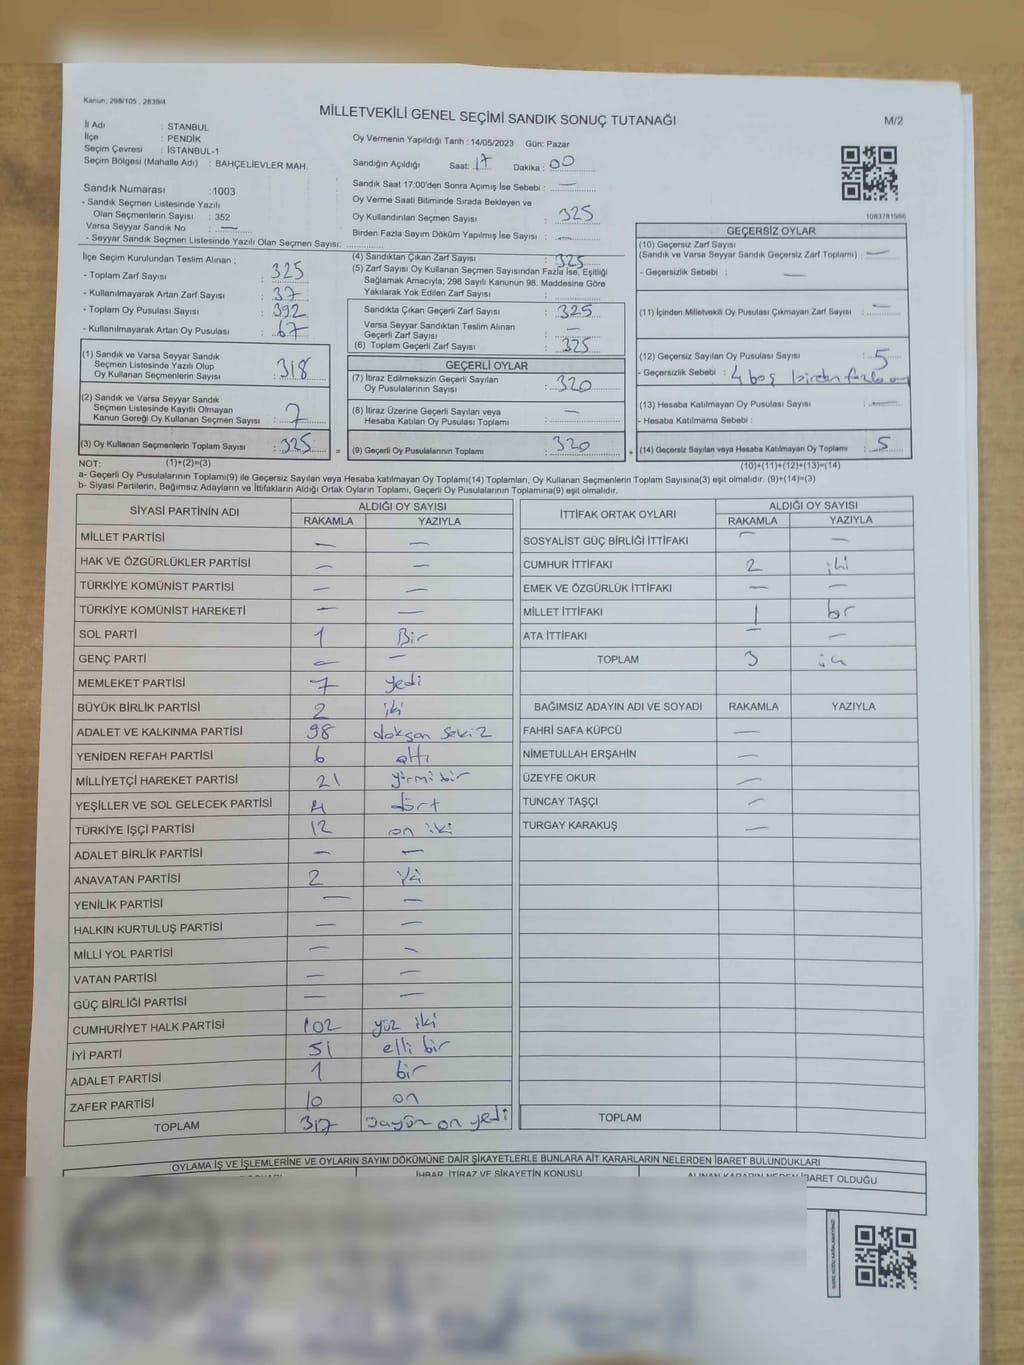 Kanun, 298/105 , 2839/4
MİLLETVEKİLİ GENEL SEÇİMİ SANDIK SONUÇ TUTANAĞI
M/2
İl Adı : STANBUL
İlçe : PENDİK
Seçim Çevresi : İSTANBUL-1
Seçim Bölgesi (Mahalle Adı) : BAHÇELİEVLER MAH.
Sandık Numarası :1003
- Sandık Seçmen Listesinde Yazılı
Olan Seçmenlerin Sayısı : 352
Varsa Seyyar Sandık No : —
- Seyyar Sandık Seçmen Listesinde Yazılı Olan Seçmen Sayısı:
Oy Vermenin Yapıldığı Tarih : 14/05/2023 Gün: Pazar
Sandığın Açıldığı Saat: 17 Dakika : 00
Sandık Saat 17:00'den Sonra Açımış İse Sebebi : —
Oy Verme Saati Bitiminde Sırada Bekleyen ve
Oy Kullandırılan Seçmen Sayısı : 325
Birden Fazla Sayım Döküm Yapılmış İse Sayısı : —
1083781986
İlçe Seçim Kurulundan Teslim Alınan ;
- Toplam Zarf Sayısı : 325
- Kullanılmayarak Artan Zarf Sayısı : 37
- Toplam Oy Pusulası Sayısı : 392
- Kullanılmayarak Artan Oy Pusulası : 67
(1) Sandık ve Varsa Seyyar Sandık
Seçmen Listesinde Yazılı Olup
Oy Kullanan Seçmenlerin Sayısı : 318
(2) Sandık ve Varsa Seyyar Sandık
Seçmen Listesinde Kayıtlı Olmayan
Kanun Gereği Oy Kullanan Seçmen Sayısı : 7
(3) Oy Kullanan Seçmenlerin Toplam Sayısı : 325
(4) Sandıktan Çıkan Zarf Sayısı : 325
(5) Zarf Sayısı Oy Kullanan Seçmen Sayısından Fazla İse, Eşitliği
Sağlamak Amacıyla; 298 Sayılı Kanunun 98. Maddesine Göre
Yakılarak Yok Edilen Zarf Sayısı :
Sandıkta Çıkan Geçerli Zarf Sayısı : 325
Varsa Seyyar Sandıktan Teslim Alınan
Geçerli Zarf Sayısı : —
(6) Toplam Geçerli Zarf Sayısı : 325
GEÇERLİ OYLAR
(7) İtiraz Edilmeksizin Geçerli Sayılan
Oy Pusulalarının Sayısı : 320
(8) İtiraz Üzerine Geçerli Sayılan veya
Hesaba Katılan Oy Pusulası Toplamı : —
= (9) Geçerli Oy Pusulalarının Toplamı : 320 +
GEÇERSİZ OYLAR
(10) Geçersiz Zarf Sayısı
(Sandık ve Varsa Seyyar Sandık Geçersiz Zarf Toplamı) : —
- Geçersizlik Sebebi : —
(11) İçinden Milletvekili Oy Pusulası Çıkmayan Zarf Sayısı : —
(12) Geçersiz Sayılan Oy Pusulası Sayısı : 5
- Geçersizlik Sebebi : 4 boş birden fazla oy
(13) Hesaba Katılmayan Oy Pusulası Sayısı : —
- Hesaba Katılmama Sebebi :
(14) Geçersiz Sayılan veya Hesaba Katılmayan Oy Toplamı : 5
NOT: (1)+(2)=(3)
(10)+(11)+(12)+(13)=(14)
a- Geçerli Oy Pusulalarının Toplamı(9) ile Geçersiz Sayılan veya Hesaba katılmayan Oy Toplamı(14) Toplamları, Oy Kullanan Seçmenlerin Toplam Sayısına(3) eşit olmalıdır. (9)+(14)=(3)
b- Siyasi Partilerin, Bağımsız Adayların ve İttifakların Aldığı Ortak Oyların Toplamı, Geçerli Oy Pusulalarının Toplamına(9) eşit olmalıdır.
SİYASİ PARTİNİN ADI ALDIĞI OY SAYISI
RAKAMLA YAZIYLA
MİLLET PARTİSİ — —
HAK VE ÖZGÜRLÜKLER PARTİSİ — —
TÜRKİYE KOMÜNİST PARTİSİ — —
TÜRKİYE KOMÜNİST HAREKETİ — —
SOL PARTİ 1 Bir
GENÇ PARTİ — —
MEMLEKET PARTİSİ 7 yedi
BÜYÜK BİRLİK PARTİSİ 2 iki
ADALET VE KALKINMA PARTİSİ 98 doksan sekiz
YENİDEN REFAH PARTİSİ 6 altı
MİLLİYETÇİ HAREKET PARTİSİ 21 yirmi bir
YEŞİLLER VE SOL GELECEK PARTİSİ 4 dört
TÜRKİYE İŞÇİ PARTİSİ 12 on iki
ADALET BİRLİK PARTİSİ — —
ANAVATAN PARTİSİ 2 iki
YENİLİK PARTİSİ — —
HALKIN KURTULUŞ PARTİSİ — —
MİLLİ YOL PARTİSİ — —
VATAN PARTİSİ — —
GÜÇ BİRLİĞİ PARTİSİ — —
CUMHURİYET HALK PARTİSİ 102 yüz iki
İYİ PARTİ 51 elli bir
ADALET PARTİSİ 1 bir
ZAFER PARTİSİ 10 on
TOPLAM 317 üçyüz on yedi
İTTİFAK ORTAK OYLARI ALDIĞI OY SAYISI
RAKAMLA YAZIYLA
SOSYALİST GÜÇ BİRLİĞİ İTTİFAKI — —
CUMHUR İTTİFAKI 2 iki
EMEK VE ÖZGÜRLÜK İTTİFAKI — —
MİLLET İTTİFAKI 1 bir
ATA İTTİFAKI — —
TOPLAM 3 üç
BAĞIMSIZ ADAYIN ADI VE SOYADI RAKAMLA YAZIYLA
FAHRİ SAFA KÜPCÜ —
NİMETULLAH ERŞAHİN —
ÜZEYFE OKUR —
TUNCAY TAŞÇI —
TURGAY KARAKUŞ —
TOPLAM
OYLAMA İŞ VE İŞLEMLERİNE VE OYLARIN SAYIM DÖKÜMÜNE DAİR ŞİKAYETLERLE BUNLARA AİT KARARLARIN NELERDEN İBARET BULUNDUKLARI
İHBAR, İTİRAZ VE ŞİKAYETİN KONUSU
ALINAN KARARIN NEDEN İBARET OLDUĞU